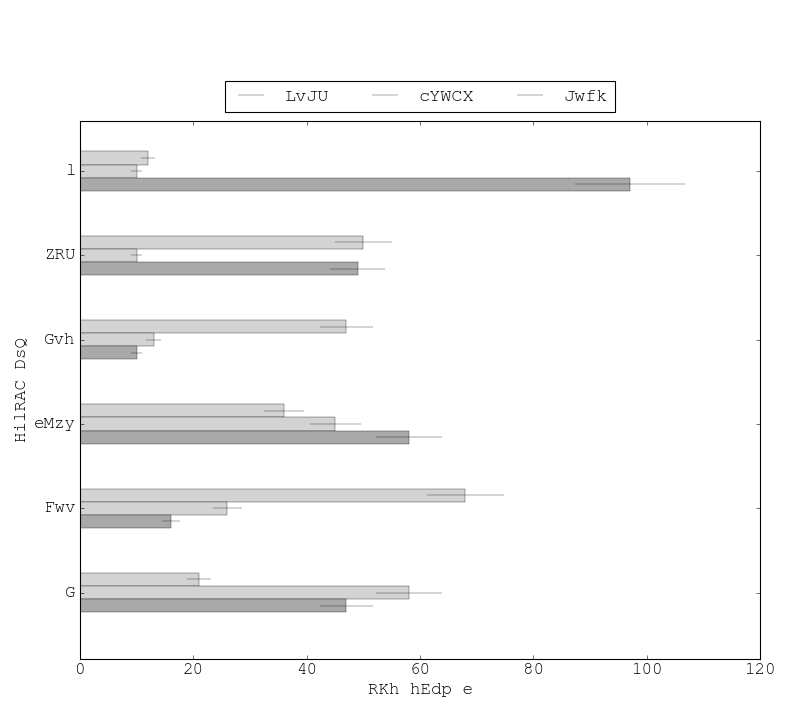 LvJU cYWCX Jwfk
l
ZRU
Gvh
eMzy
Fwv
G
HilRAC DsQ
0 20 40 60 80 100 120
RKh hEdp e